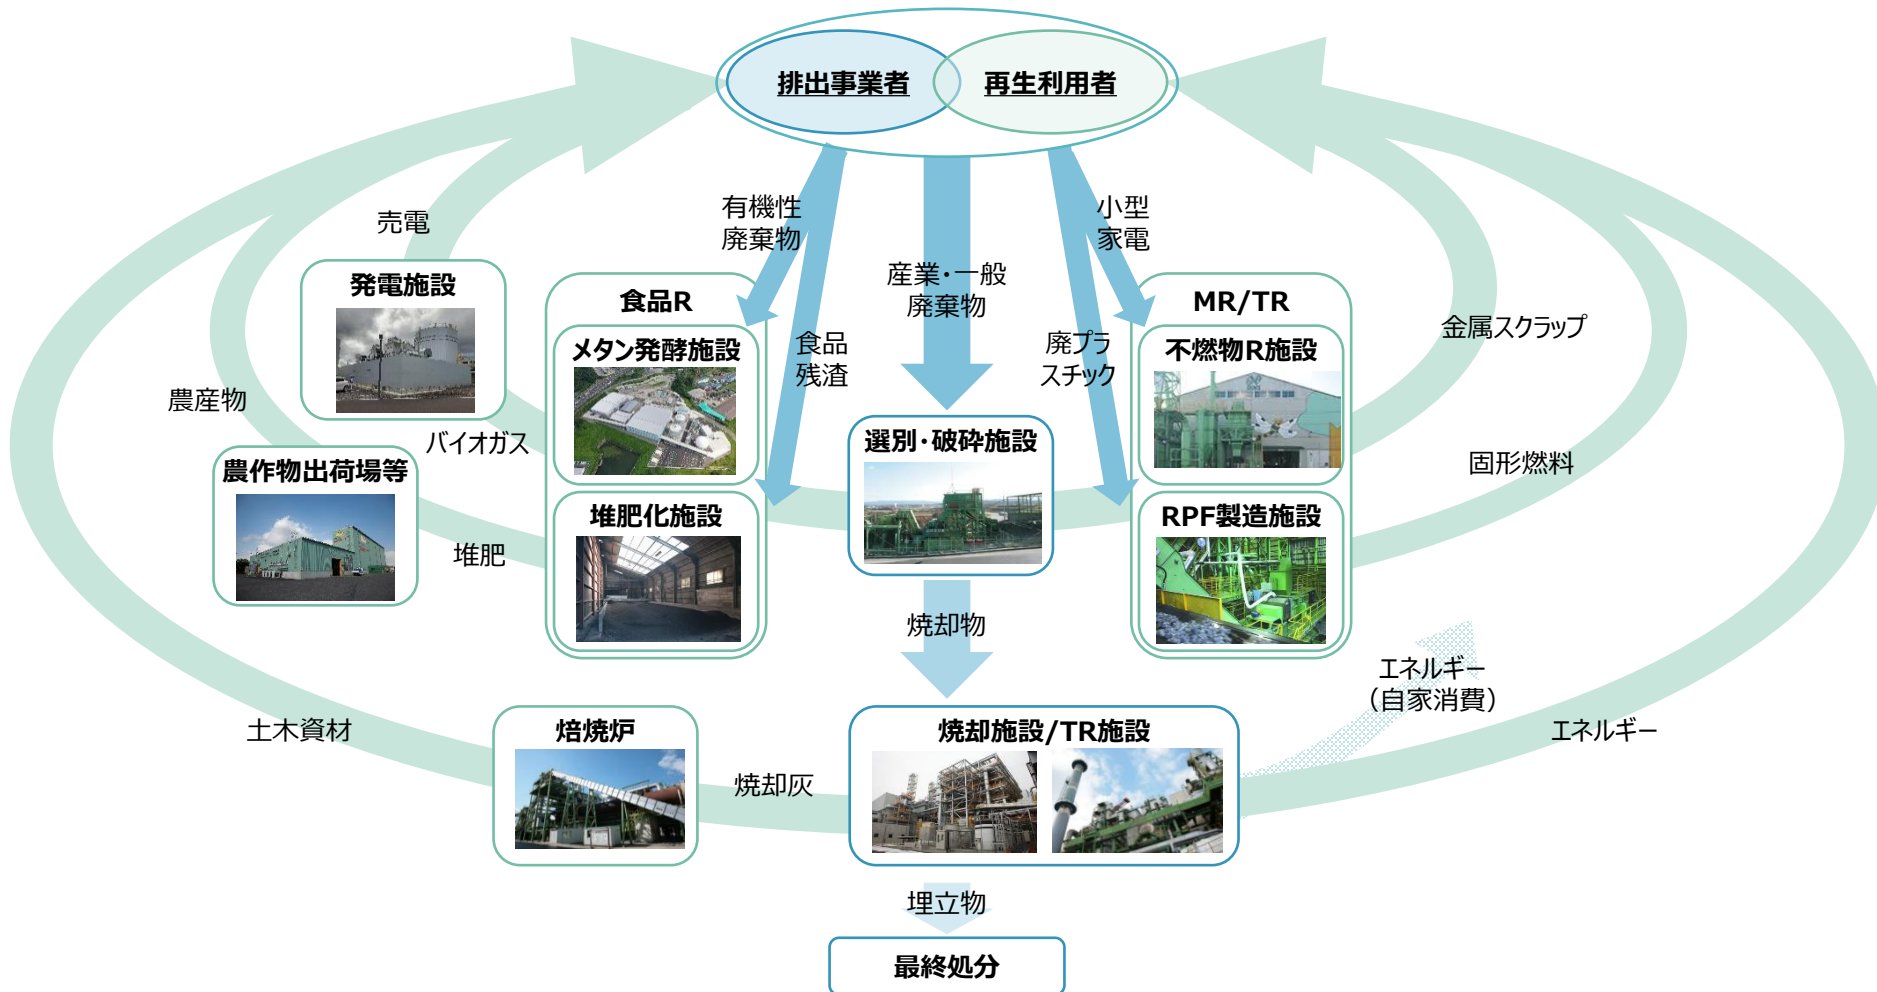 排出事業者
再生利用者
売電
有機性
廃棄物
産業・一般
廃棄物
小型
家電
発電施設
食品R
メタン発酵施設
食品
残渣
廃プラ
スチック
MR/TR
不燃物R施設
金属スクラップ
農産物
バイオガス
選別・破砕施設
固形燃料
農作物出荷場等
堆肥化施設
RPF製造施設
堆肥
焼却物
エネルギー
（自家消費）
土木資材
焙焼炉
焼却灰
焼却施設/TR施設
エネルギー
埋立物
最終処分